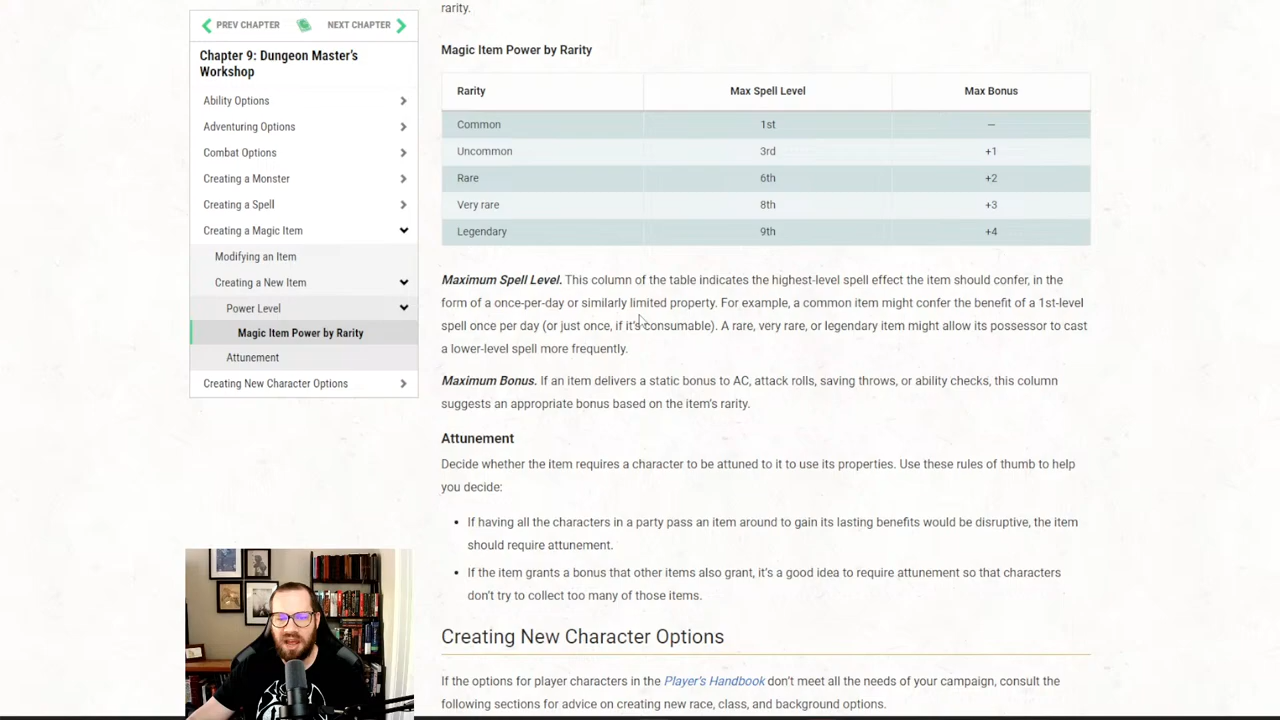 PREV CHAPTER
NEXT CHAPTER
Chapter 9: Dungeon Master's
Workshop
Ability Options
Adventuring Options
Combat Options
Creating a Monster
Creating a Spell
Creating a Magic Item
Modifying an Item
Creating a New Item
Power Level
Magic Item Power by Rarity
Attunement
Creating New Character Options
rarity.
Magic Item Power by Rarity
Rarity Max Spell Level Max Bonus
Common 1st —
Uncommon 3rd +1
Rare 6th +2
Very rare 8th +3
Legendary 9th +4
Maximum Spell Level. This column of the table indicates the highest-level spell effect the item should confer, in the
form of a once-per-day or similarly limited property. For example, a common item might confer the benefit of a 1st-level
spell once per day (or just once, if it's consumable). A rare, very rare, or legendary item might allow its possessor to cast
a lower-level spell more frequently.
Maximum Bonus. If an item delivers a static bonus to AC, attack rolls, saving throws, or ability checks, this column
suggests an appropriate bonus based on the item's rarity.
Attunement
Decide whether the item requires a character to be attuned to it to use its properties. Use these rules of thumb to help
you decide:
• If having all the characters in a party pass an item around to gain its lasting benefits would be disruptive, the item
should require attunement.
• If the item grants a bonus that other items also grant, it's a good idea to require attunement so that characters
don't try to collect too many of those items.
Creating New Character Options
If the options for player characters in the Player's Handbook don't meet all the needs of your campaign, consult the
following sections for advice on creating new race, class, and background options.